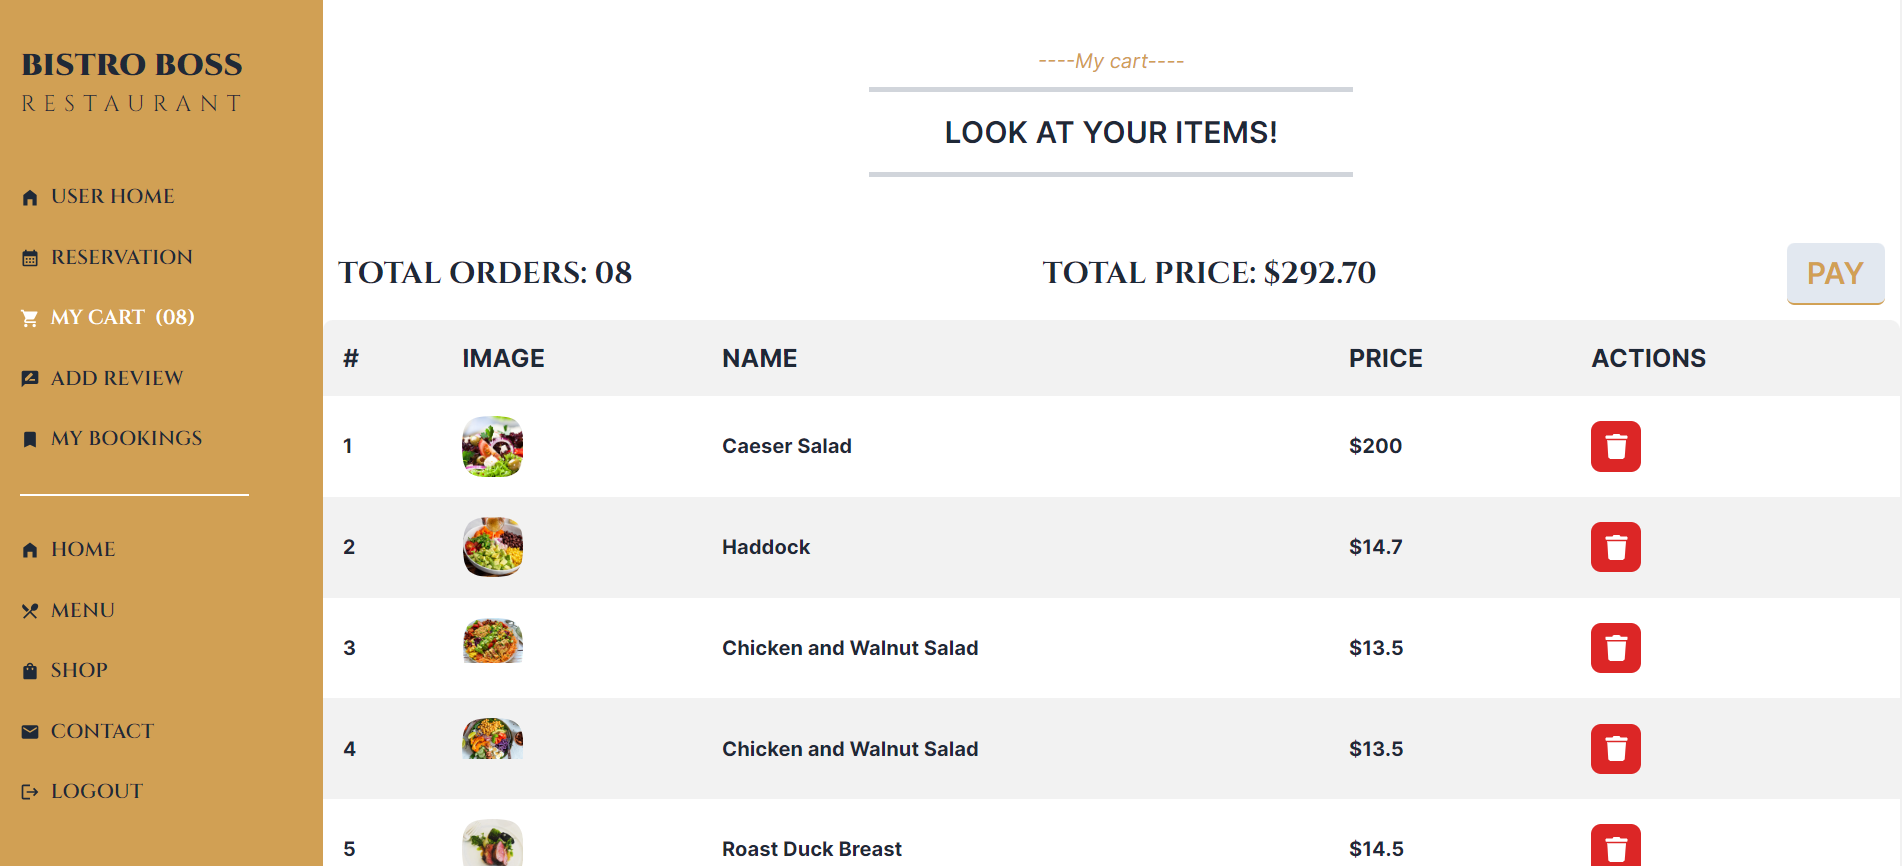 BISTRO BOSS
RESTAURANT
USER HOME
RESERVATION
MY CART (08)
ADD REVIEW
MY BOOKINGS
HOME
MENU
SHOP
CONTACT
LOGOUT
----My cart----
LOOK AT YOUR ITEMS!
TOTAL ORDERS: 08 TOTAL PRICE: $292.70 PAY
# IMAGE NAME PRICE ACTIONS
1 Caeser Salad $200
2 Haddock $14.7
3 Chicken and Walnut Salad $13.5
4 Chicken and Walnut Salad $13.5
5 Roast Duck Breast $14.5